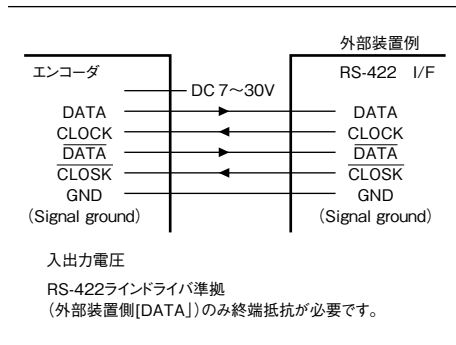 外部装置例
エンコーダ RS-422 I/F
DC 7～30V
DATA DATA
CLOCK CLOCK
DATA DATA
CLOSK CLOSK
GND GND
(Signal ground) (Signal ground)
入出力電圧
RS-422ラインドライバ準拠
(外部装置側[DATA｣)のみ終端抵抗が必要です。